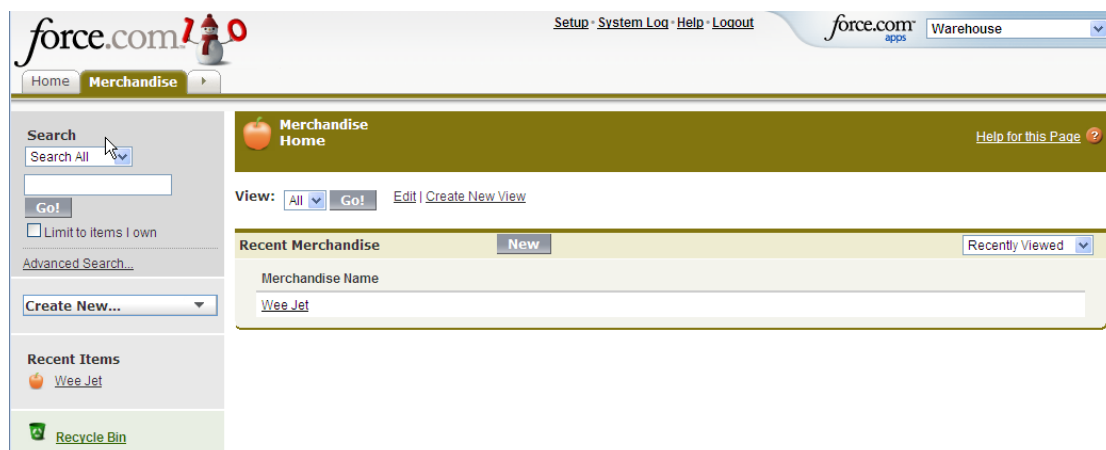 force.com 10
Setup · System Log · Help · Logout
force.com apps
Warehouse
Home
Merchandise
Search
Search All
Go!
Limit to items I own
Advanced Search...
Create New...
Recent Items
Wee Jet
Recycle Bin
Merchandise
Home
Help for this Page ?
View: All Go! Edit | Create New View
Recent Merchandise New Recently Viewed
Merchandise Name
Wee Jet